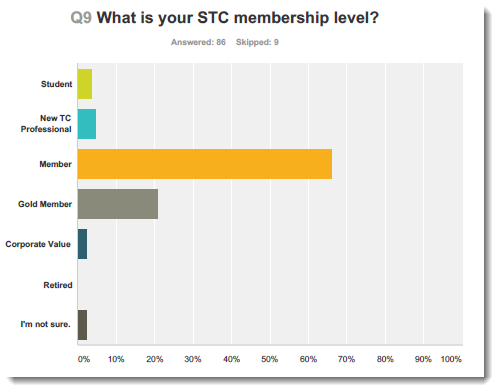 Q9 What is your STC membership level?
Answered: 86 Skipped: 9
Student
New TC
Professional
Member
Gold Member
Corporate Value
Retired
I'm not sure.
0% 10% 20% 30% 40% 50% 60% 70% 80% 90% 100%